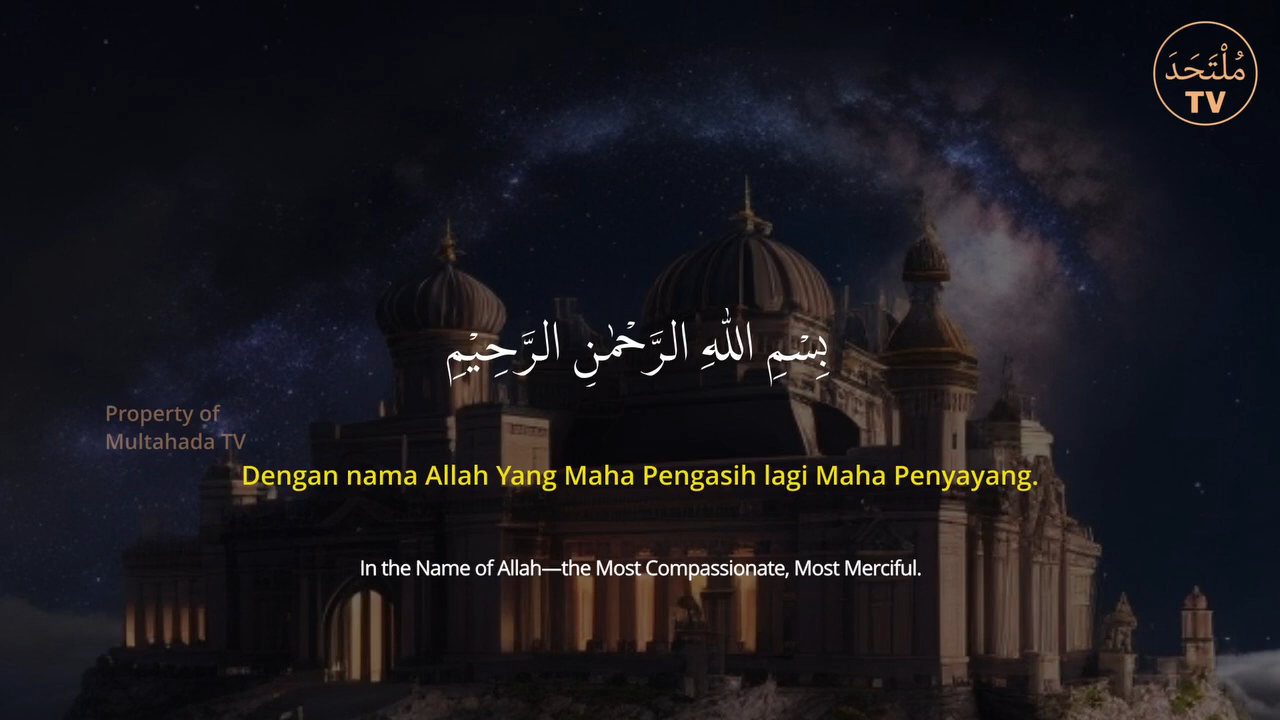 مُلْتَحَدَ
TV
بِسْمِ اللّٰهِ الرَّحْمٰنِ الرَّحِيْمِ
Property of
Multahada TV
Dengan nama Allah Yang Maha Pengasih lagi Maha Penyayang.
In the Name of Allah—the Most Compassionate, Most Merciful.